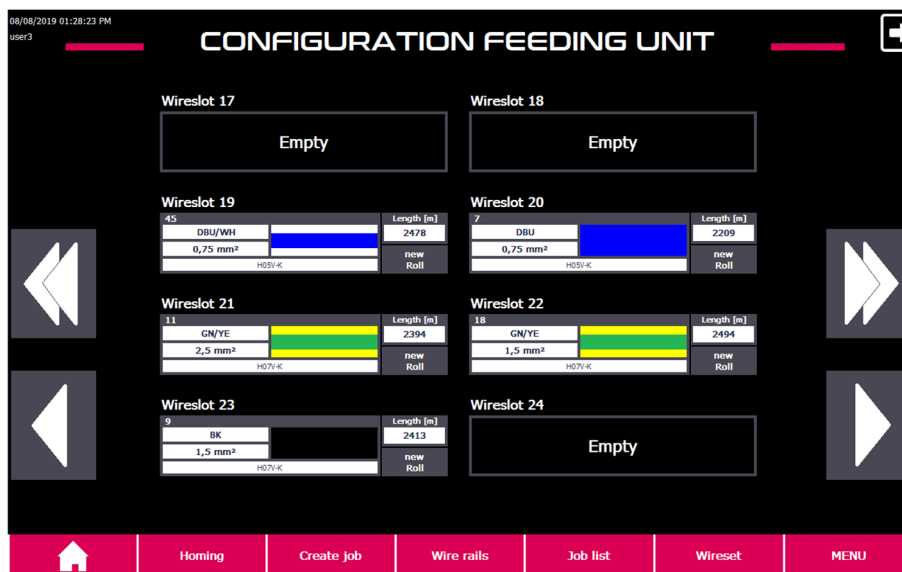 08/08/2019 01:28:23 PM
user3
CONFIGURATION FEEDING UNIT
Wireslot 17
Empty
Wireslot 18
Empty
Wireslot 19
45
Length [m]
DBU/WH
2478
0,75 mm²
new
Roll
H05V-K
Wireslot 20
7
Length [m]
DBU
2209
0,75 mm²
new
Roll
H05V-K
Wireslot 21
11
Length [m]
GN/YE
2394
2,5 mm²
new
Roll
H07V-K
Wireslot 22
18
Length [m]
GN/YE
2494
1,5 mm²
new
Roll
H07V-K
Wireslot 23
9
Length [m]
BK
2413
1,5 mm²
new
Roll
H07V-K
Wireslot 24
Empty
Homing
Create job
Wire rails
Job list
Wireset
MENU